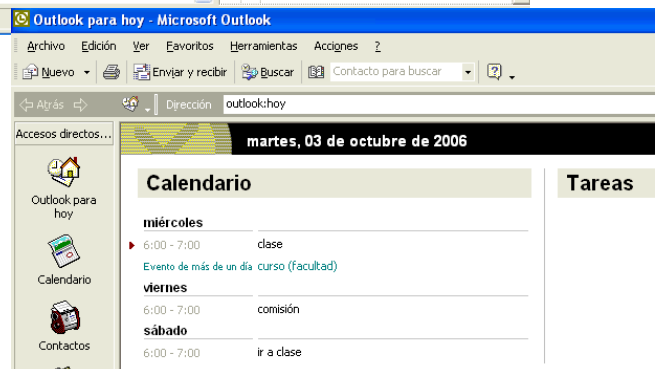 Outlook para hoy - Microsoft Outlook
Archivo Edición Ver Favoritos Herramientas Acciones ?
Nuevo Enviar y recibir Buscar Contacto para buscar
Atrás Dirección outlook:hoy
Accesos directos...
martes, 03 de octubre de 2006
Outlook para hoy
Calendario
Contactos
Calendario
miércoles
6:00 - 7:00 clase
Evento de más de un día curso (facultad)
viernes
6:00 - 7:00 comisión
sábado
6:00 - 7:00 ir a clase
Tareas